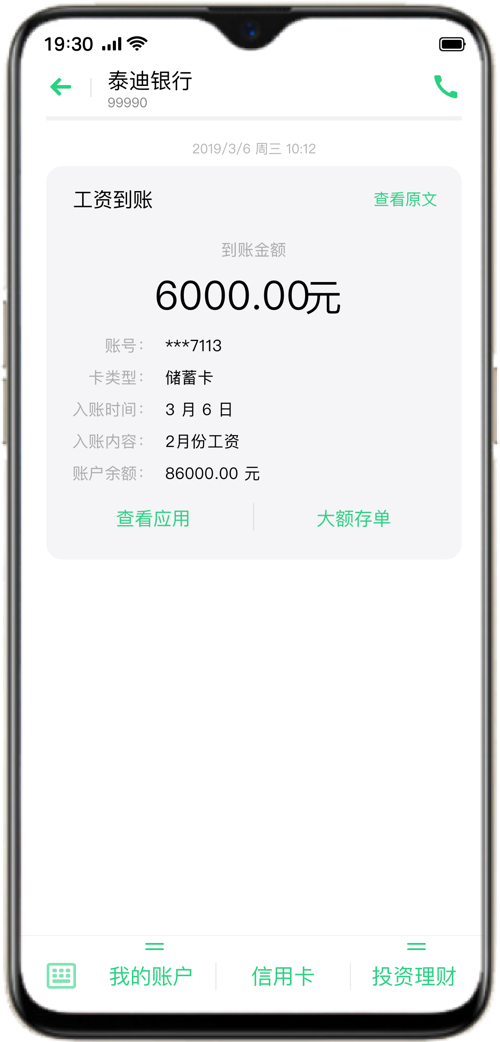 19:30
泰迪银行
99990
2019/3/6 周三 10:12
工资到账 查看原文
到账金额
6000.00元
账号： ***7113
卡类型： 储蓄卡
入账时间： 3 月 6 日
入账内容： 2月份工资
账户余额： 86000.00 元
查看应用 大额存单
我的账户 信用卡 投资理财